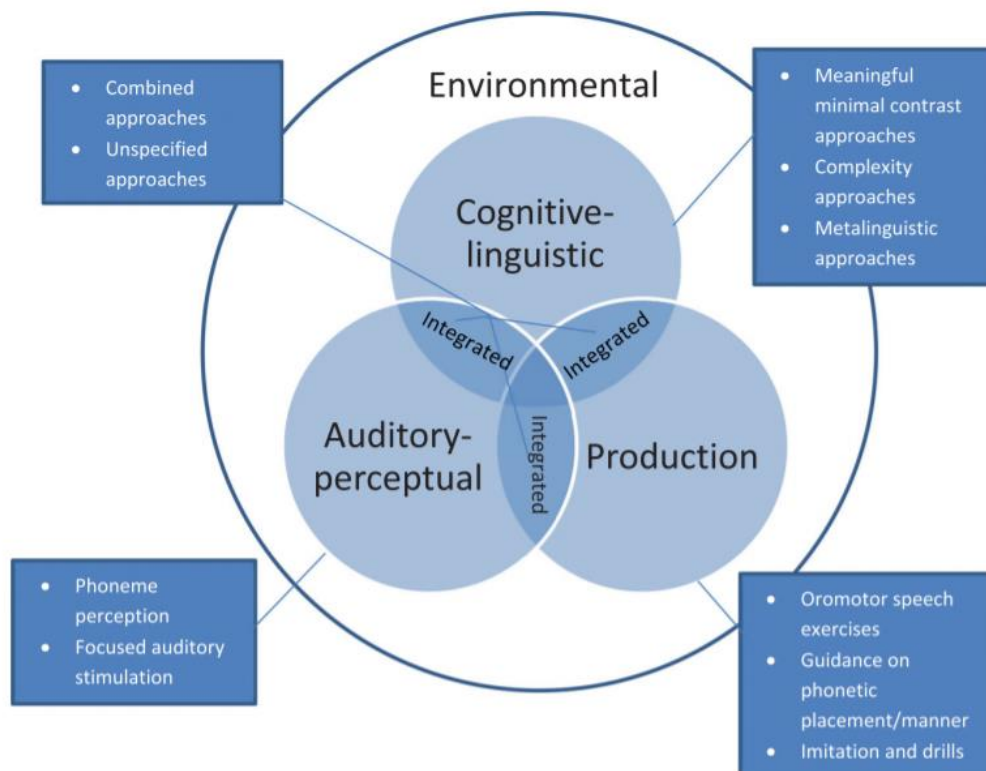 Environmental
• Combined
approaches
• Unspecified
approaches
• Meaningful
minimal contrast
approaches
• Complexity
approaches
• Metalinguistic
approaches
Cognitive-
linguistic
Integrated
Integrated
Integrated
Auditory-
perceptual
Production
• Phoneme
perception
• Focused auditory
stimulation
• Oromotor speech
exercises
• Guidance on
phonetic
placement/manner
• Imitation and drills